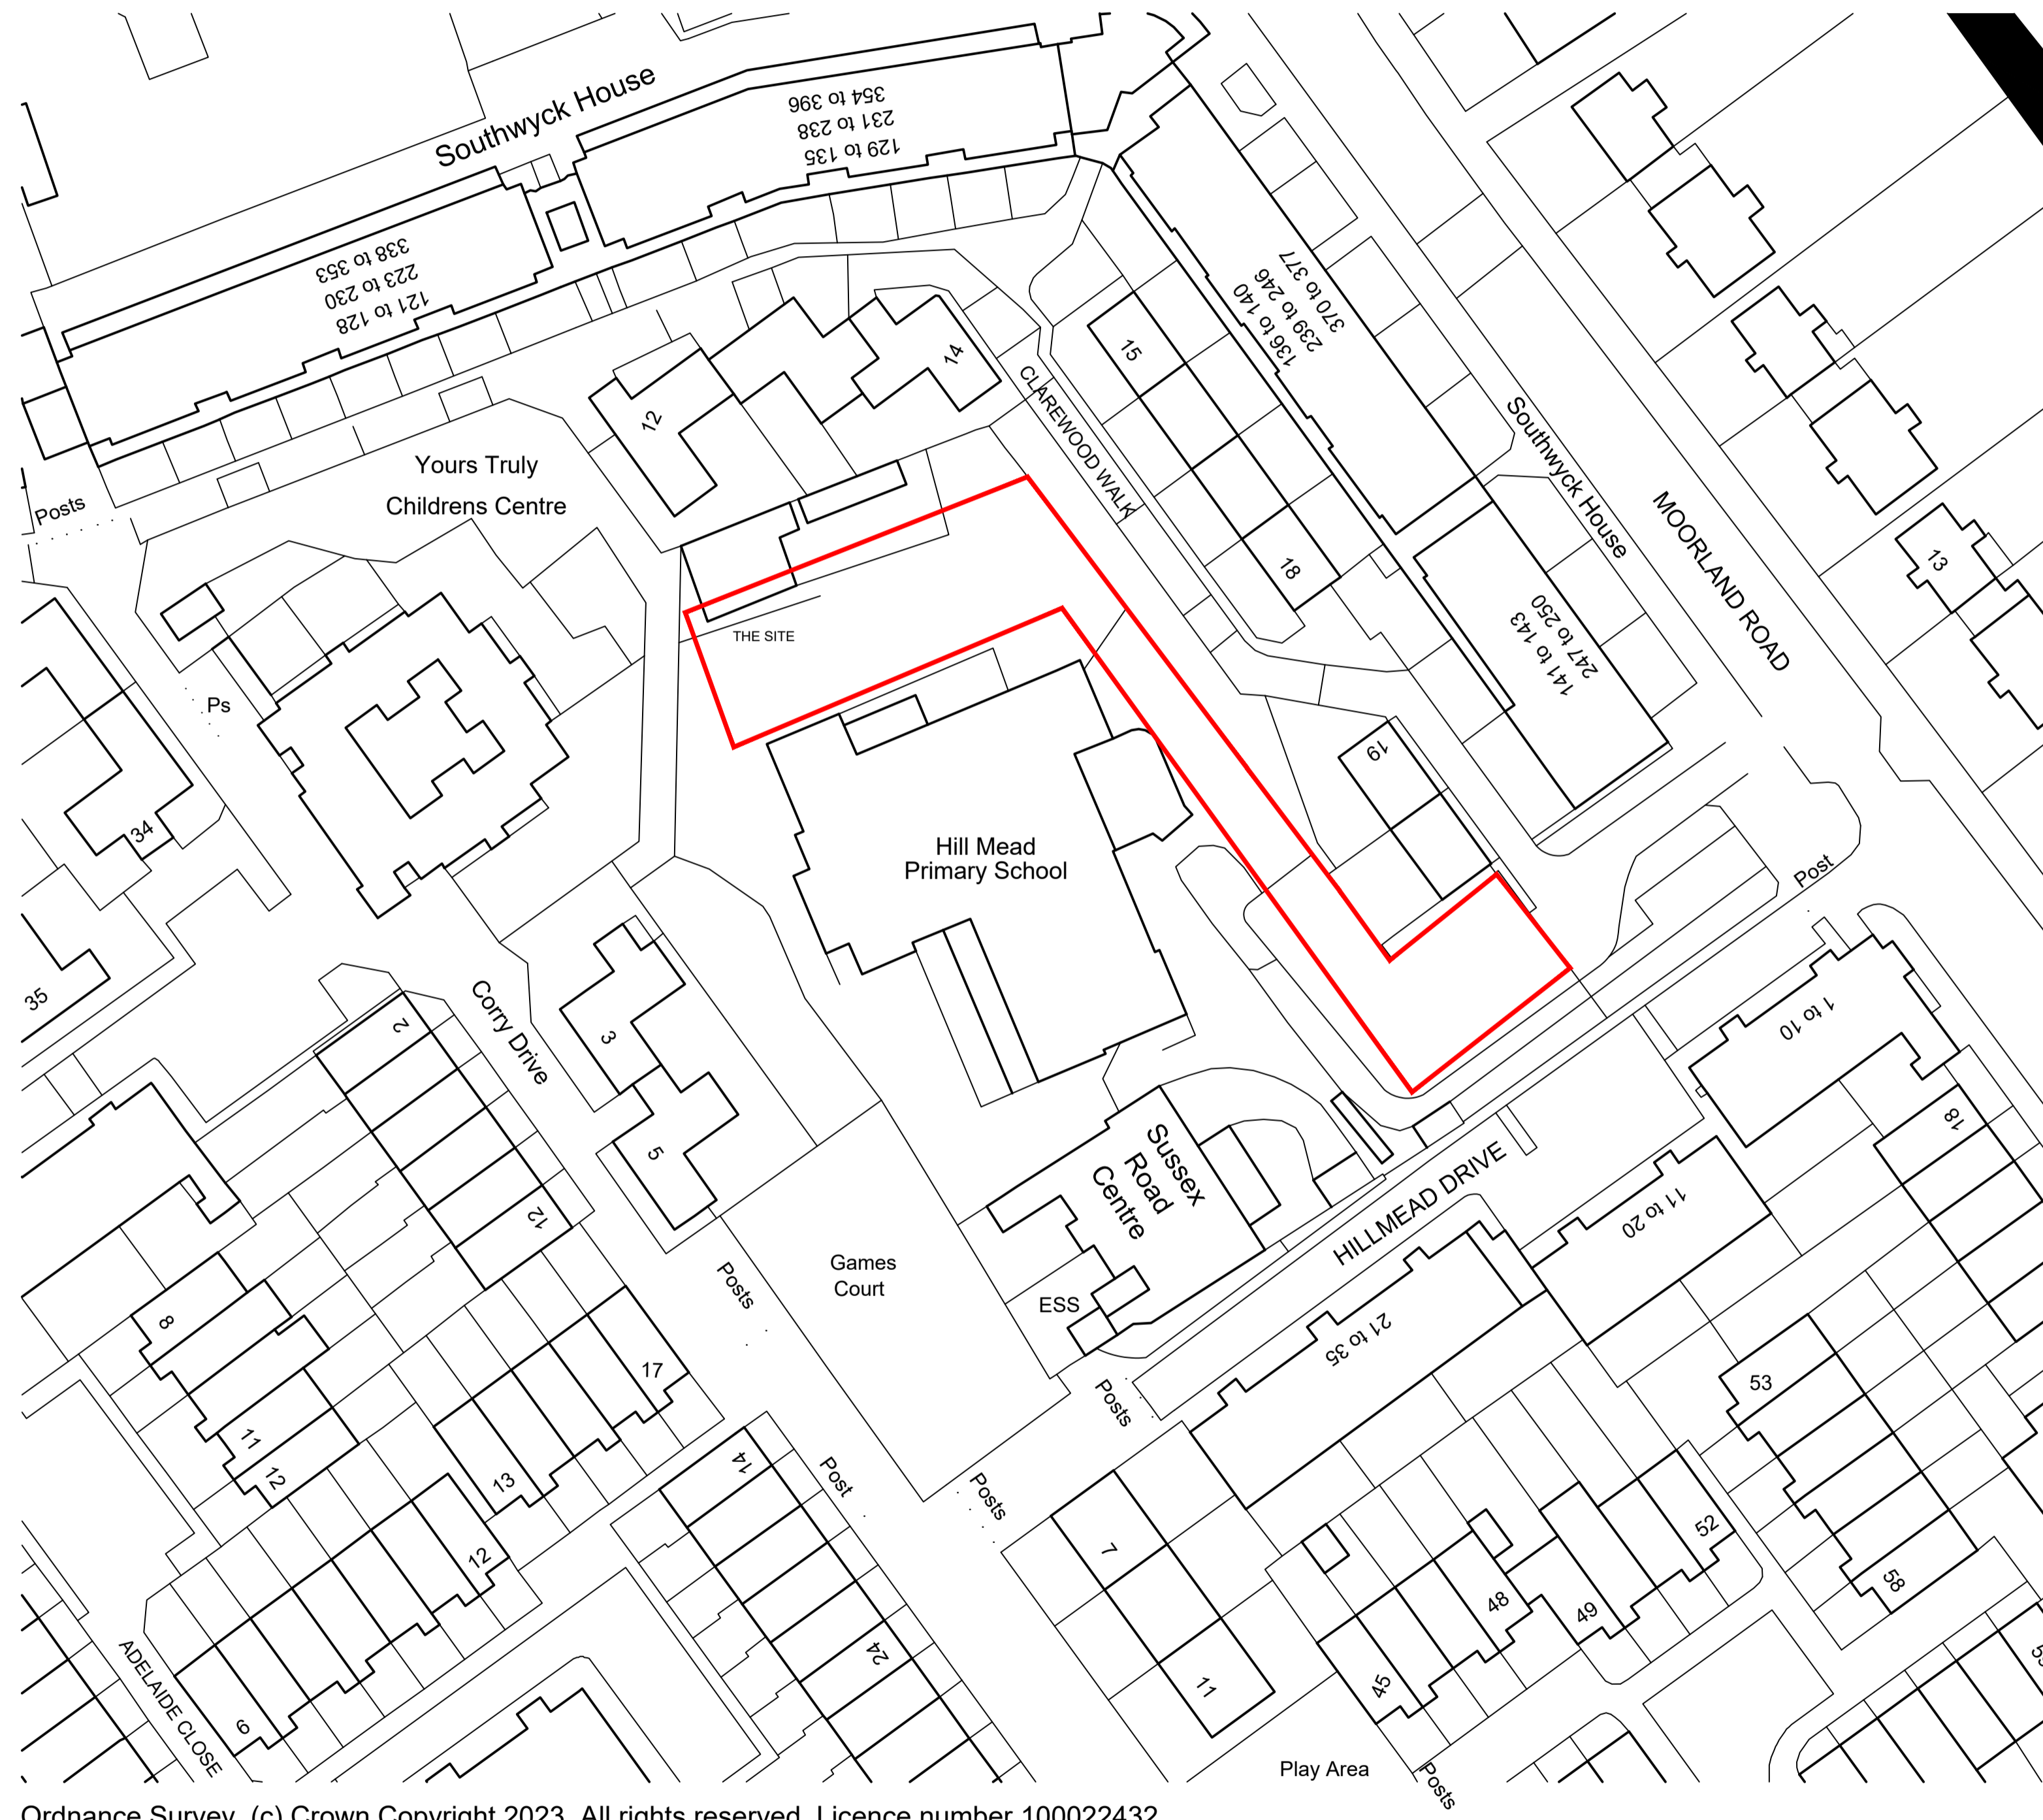 Southwyck House
354 to 396
231 to 238
129 to 135
338 to 353
223 to 230
121 to 128
370 to 377
239 to 246
136 to 140
15
14
12
CLAREWOOD WALK
Southwyck House
MOORLAND ROAD
Yours Truly
Childrens Centre
Posts
18
13
247 to 250
141 to 143
THE SITE
Ps
19
34
Hill Mead
Primary School
Post
35
2
Corry Drive
3
1 to 10
18
5
Sussex
Road
Centre
HILLMEAD DRIVE
11 to 20
12
Games
Court
Posts
ESS
21 to 35
8
17
53
Posts
11
12
13
14
Post
Posts
7
52
12
48
49
58
24
45
11
6
ADELAIDE CLOSE
Play Area
Posts
Ordnance Survey, (c) Crown Copyright 2023. All rights reserved. Licence number 100022432